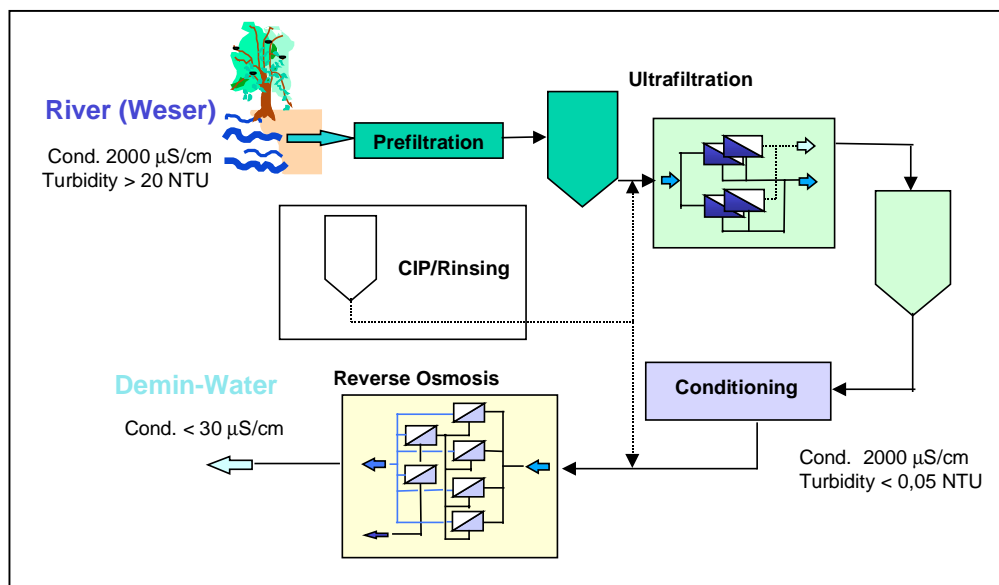 Ultrafiltration
River (Weser)
Prefiltration
Cond. 2000 μS/cm
Turbidity > 20 NTU
CIP/Rinsing
Demin-Water
Reverse Osmosis
Conditioning
Cond. < 30 μS/cm
Cond.  2000 μS/cm
Turbidity < 0,05 NTU